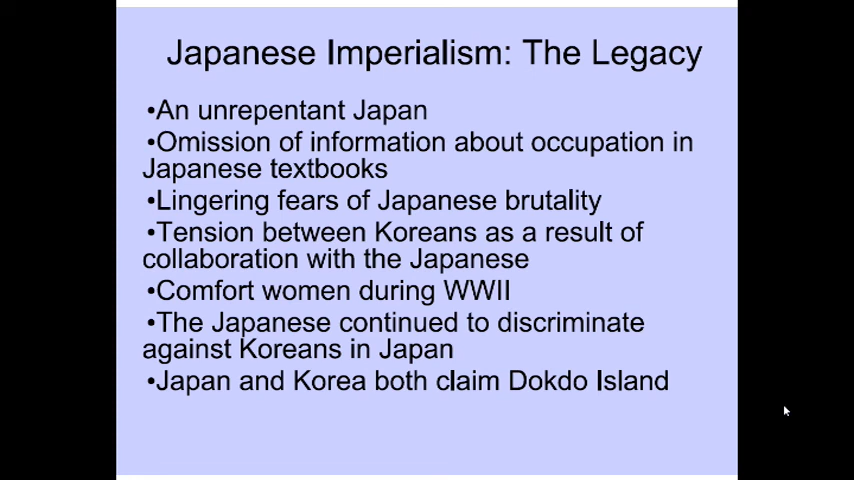 Japanese Imperialism: The Legacy
•An unrepentant Japan
•Omission of information about occupation in
Japanese textbooks
•Lingering fears of Japanese brutality
•Tension between Koreans as a result of
collaboration with the Japanese
•Comfort women during WWII
•The Japanese continued to discriminate
against Koreans in Japan
•Japan and Korea both claim Dokdo Island